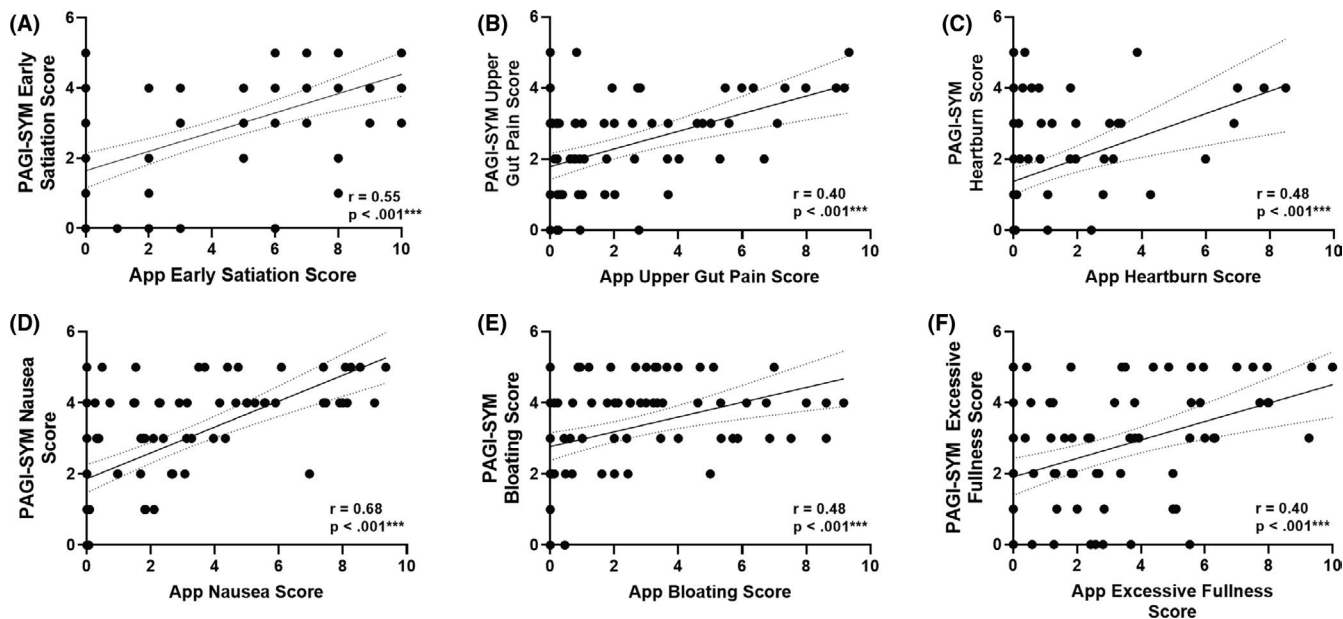 (A)
PAGI-SYM Early
Satiation Score
6
4
2
0
0 2 4 6 8 10
r = 0.55
p < .001***
App Early Satiation Score
(B)
PAGI-SYM Upper
Gut Pain Score
6
4
2
0
0 2 4 6 8 10
r = 0.40
p < .001***
App Upper Gut Pain Score
(C)
PAGI-SYM
Heartburn Score
6
4
2
0
0 2 4 6 8 10
r = 0.48
p < .001***
App Heartburn Score
(D)
PAGI-SYM Nausea
Score
6
4
2
0
0 2 4 6 8 10
r = 0.68
p < .001***
App Nausea Score
(E)
PAGI-SYM
Bloating Score
6
4
2
0
0 2 4 6 8 10
r = 0.48
p < .001***
App Bloating Score
(F)
PAGI-SYM Excessive
Fullness Score
6
4
2
0
0 2 4 6 8 10
r = 0.40
p < .001***
App Excessive Fullness
Score